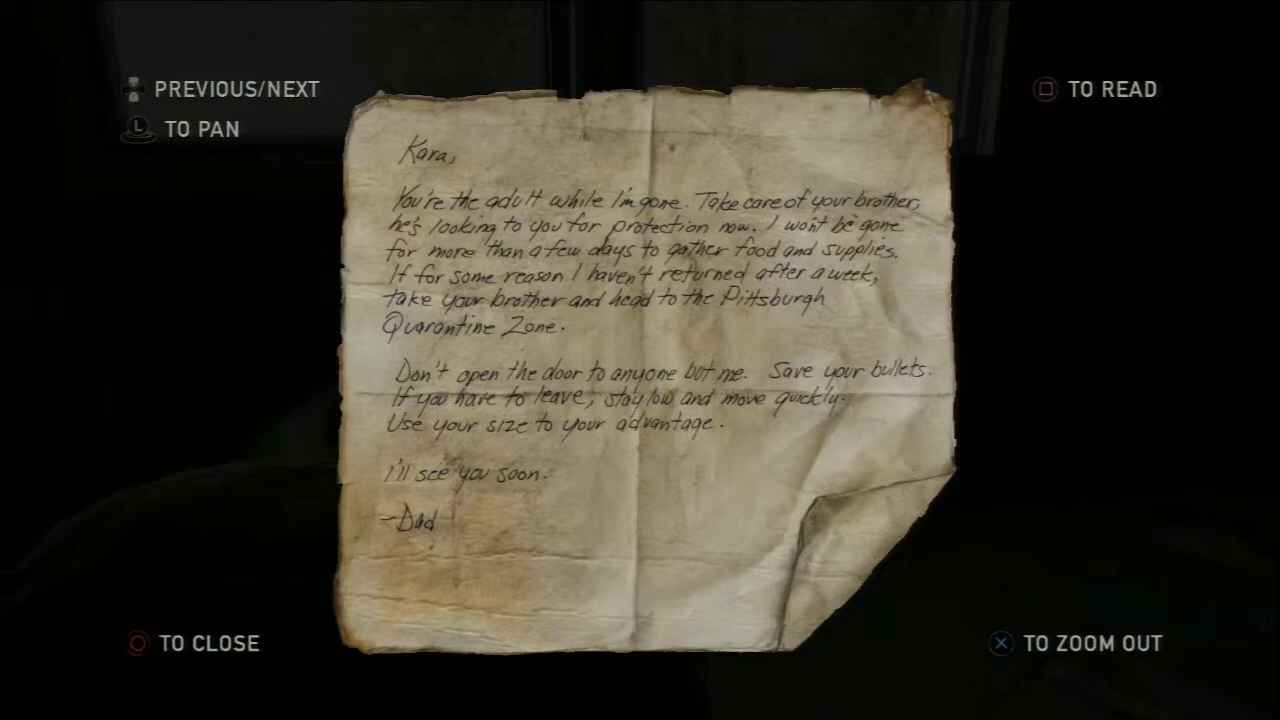 PREVIOUS/NEXT
L TO PAN
TO READ
Kara,
You're the adult while I'm gone. Take care of your brother,
he's looking to you for protection now. I won't be gone
for more than a few days to gather food and supplies.
If for some reason I haven't returned after a week,
take your brother and head to the Pittsburgh
Quarantine Zone.
Don't open the door to anyone but me. Save your bullets.
If you have to leave, stay low and move quickly.
Use your size to your advantage.
I'll see you soon.
-Dad
TO CLOSE
TO ZOOM OUT